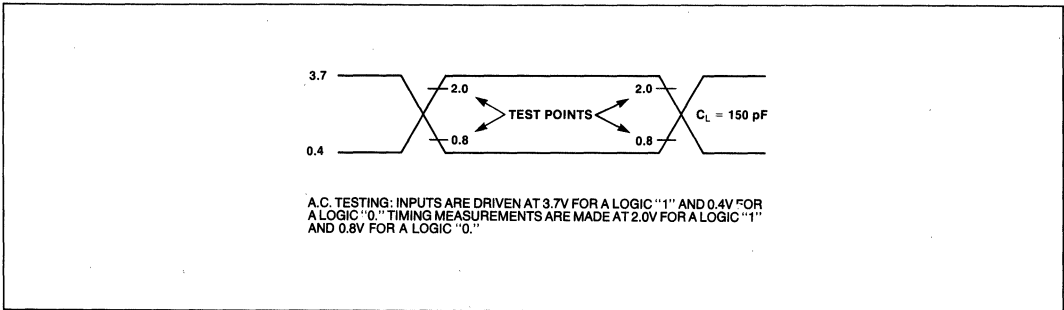 3.7
2.0
2.0
TEST POINTS
C_L = 150 pF
0.8
0.8
0.4
A.C. TESTING: INPUTS ARE DRIVEN AT 3.7V FOR A LOGIC "1" AND 0.4V FOR
A LOGIC "0." TIMING MEASUREMENTS ARE MADE AT 2.0V FOR A LOGIC "1"
AND 0.8V FOR A LOGIC "0."